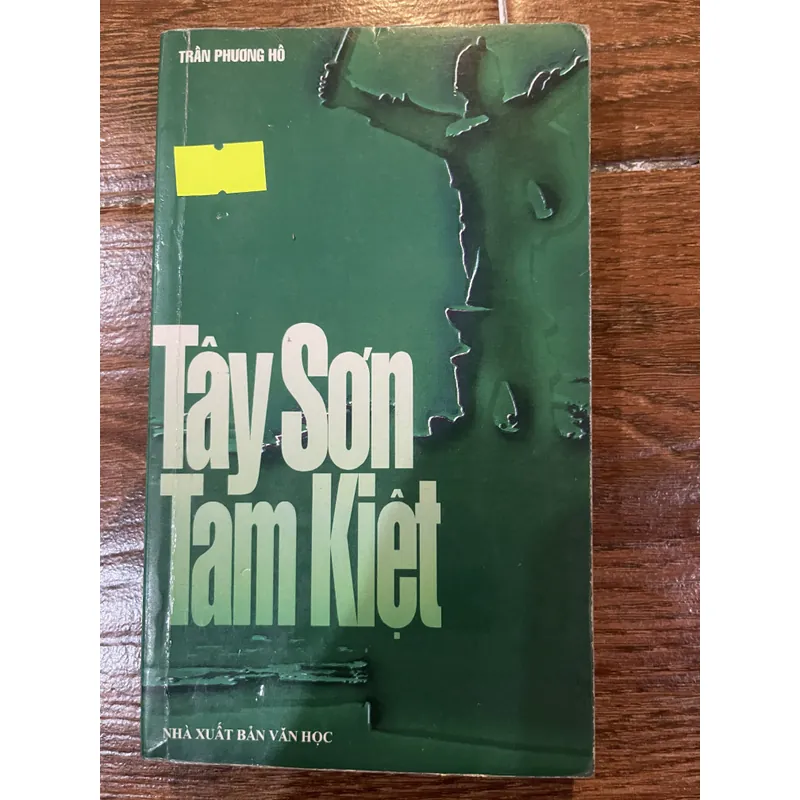 TRẦN PHƯƠNG HỒ
Tây Sơn
Tam Kiệt
NHÀ XUẤT BẢN VĂN HỌC